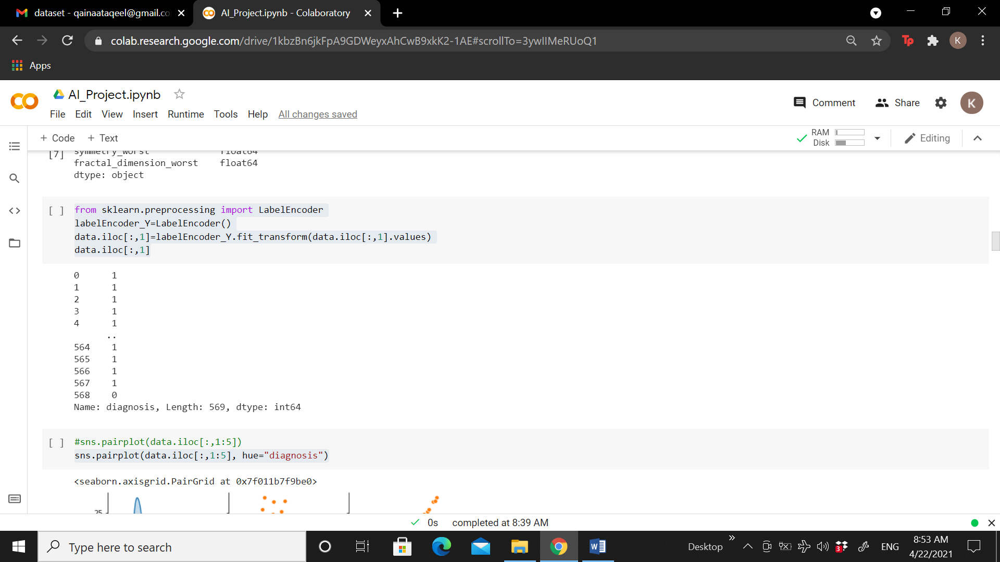 dataset - qainaataqeel@gmail.co
AI_Project.ipynb - Colaboratory
colab.research.google.com/drive/1kbzBn6jkFpA9GDWeyxAhCwB9xkK2-1AE#scrollTo=3ywIIMeRUoQ1
Tp
K
Apps
CO
AI_Project.ipynb
File Edit View Insert Runtime Tools Help All changes saved
Comment
Share
K
+ Code + Text
RAM
Disk
Editing
[7] symmetry_worst float64
fractal_dimension_worst float64
dtype: object
[ ] from sklearn.preprocessing import LabelEncoder
labelEncoder_Y=LabelEncoder()
data.iloc[:,1]=labelEncoder_Y.fit_transform(data.iloc[:,1].values)
data.iloc[:,1]
0 1
1 1
2 1
3 1
4 1
..
564 1
565 1
566 1
567 1
568 0
Name: diagnosis, Length: 569, dtype: int64
[ ] #sns.pairplot(data.iloc[:,1:5])
sns.pairplot(data.iloc[:,1:5], hue="diagnosis")
<seaborn.axisgrid.PairGrid at 0x7f011b7f9be0>
25
0s completed at 8:39 AM
Type here to search
W
Desktop
3
ENG
8:53 AM
4/22/2021